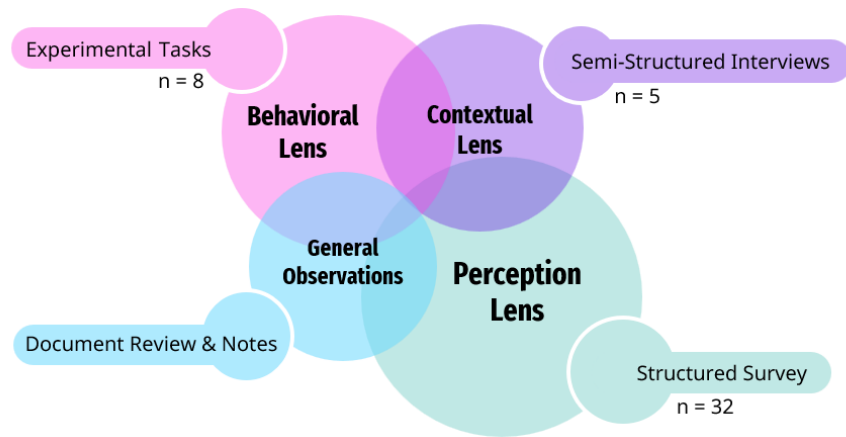 Experimental Tasks
n = 8
Semi-Structured Interviews
n = 5
Behavioral
Lens
Contextual
Lens
General
Observations
Perception
Lens
Document Review & Notes
Structured Survey
n = 32